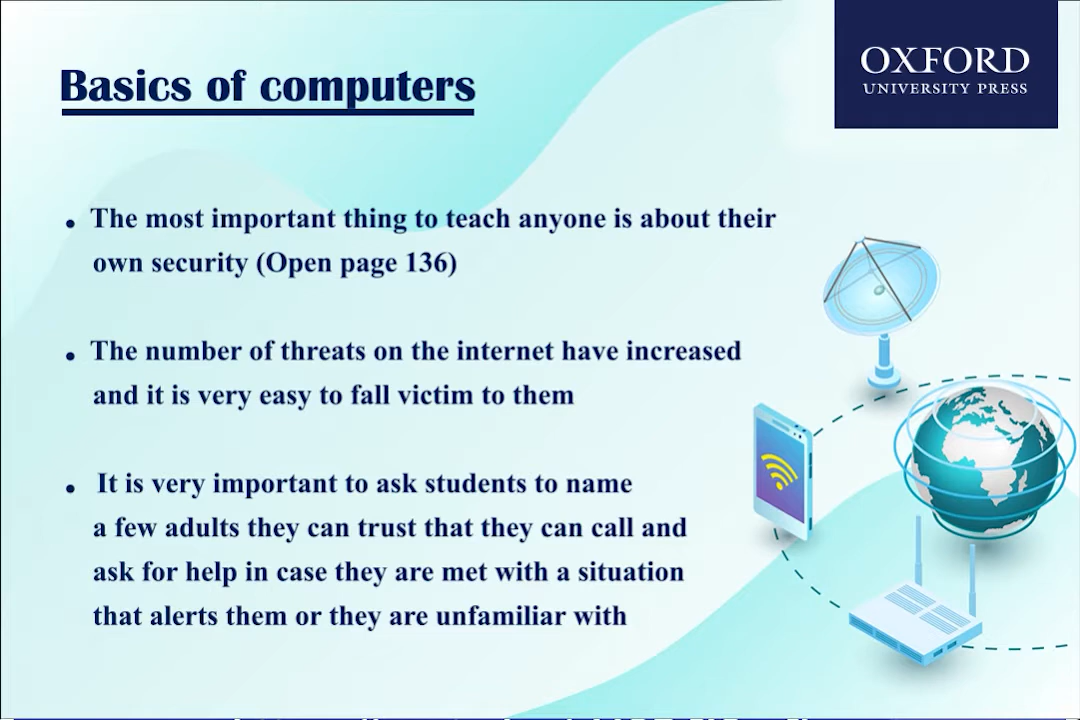 Basics of computers
OXFORD
UNIVERSITY PRESS
• The most important thing to teach anyone is about their
own security (Open page 136)
• The number of threats on the internet have increased
and it is very easy to fall victim to them
• It is very important to ask students to name
a few adults they can trust that they can call and
ask for help in case they are met with a situation
that alerts them or they are unfamiliar with